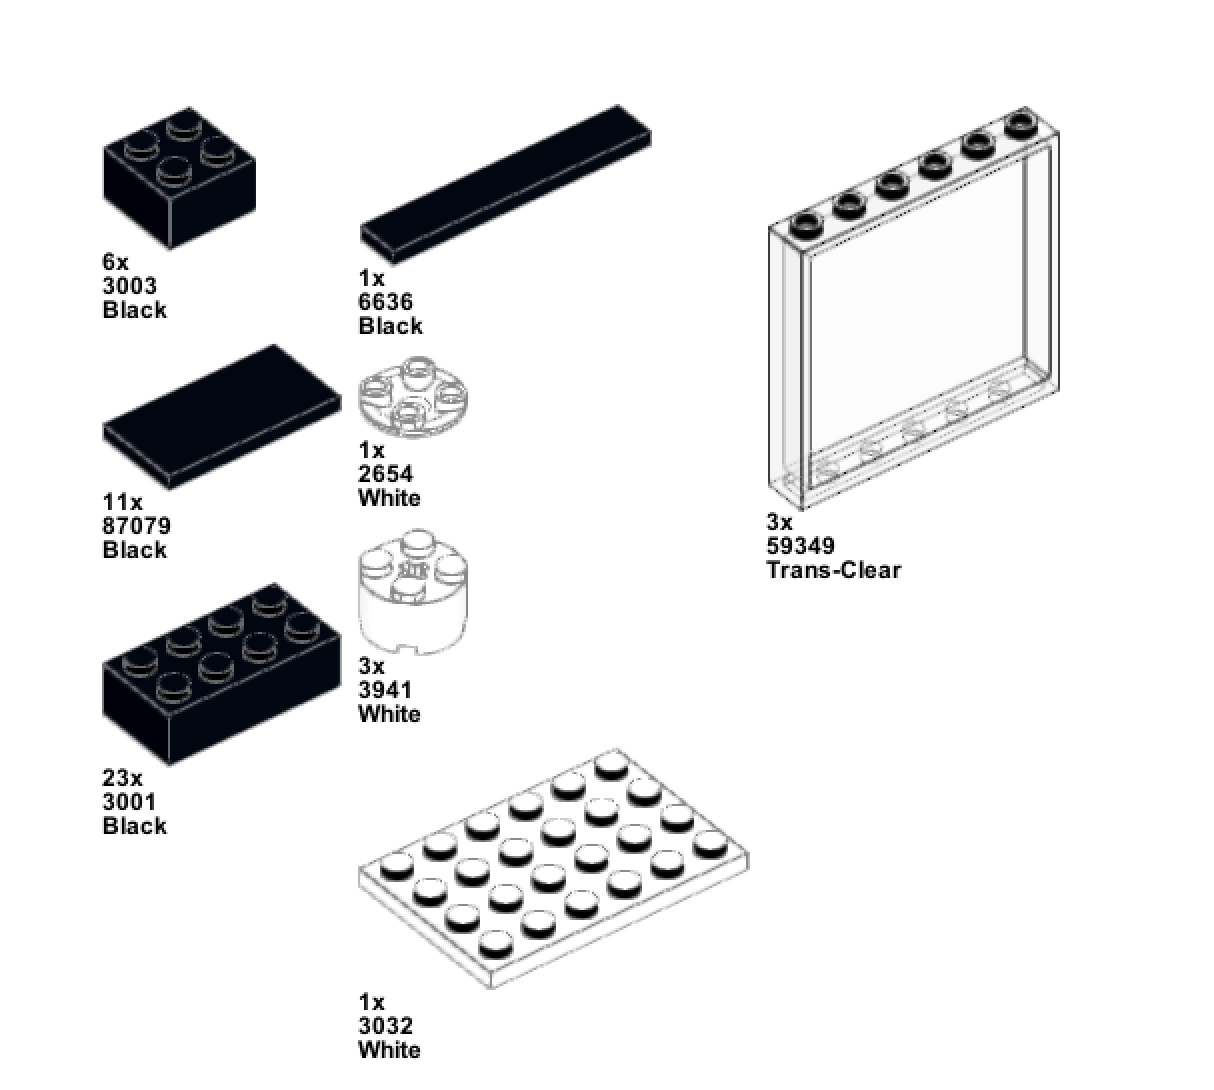 6x
3003
Black
11x
87079
Black
23x
3001
Black
1x
6636
Black
1x
2654
White
3x
3941
White
1x
3032
White
3x
59349
Trans-Clear